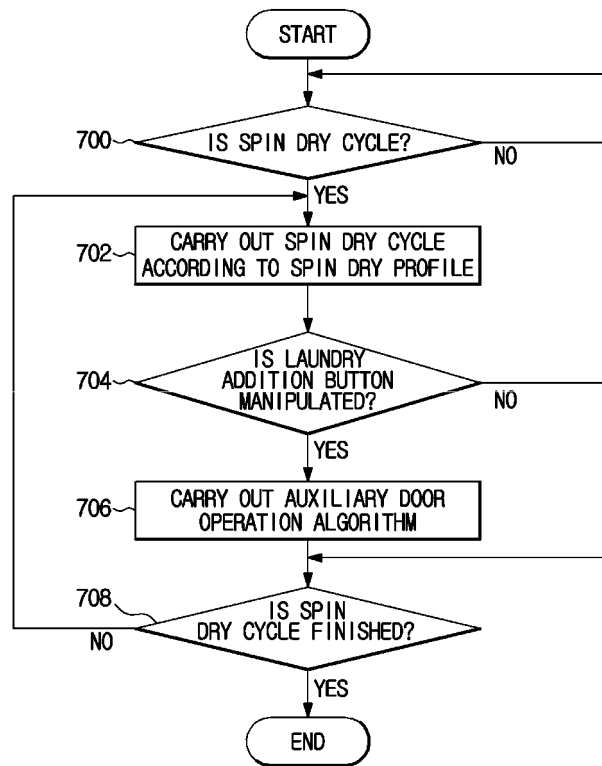 START
700
IS SPIN DRY CYCLE?
NO
YES
702
CARRY OUT SPIN DRY CYCLE
ACCORDING TO SPIN DRY PROFILE
704
IS LAUNDRY
ADDITION BUTTON
MANIPULATED?
NO
YES
706
CARRY OUT AUXILIARY DOOR
OPERATION ALGORITHM
708
IS SPIN
DRY CYCLE FINISHED?
NO
YES
END